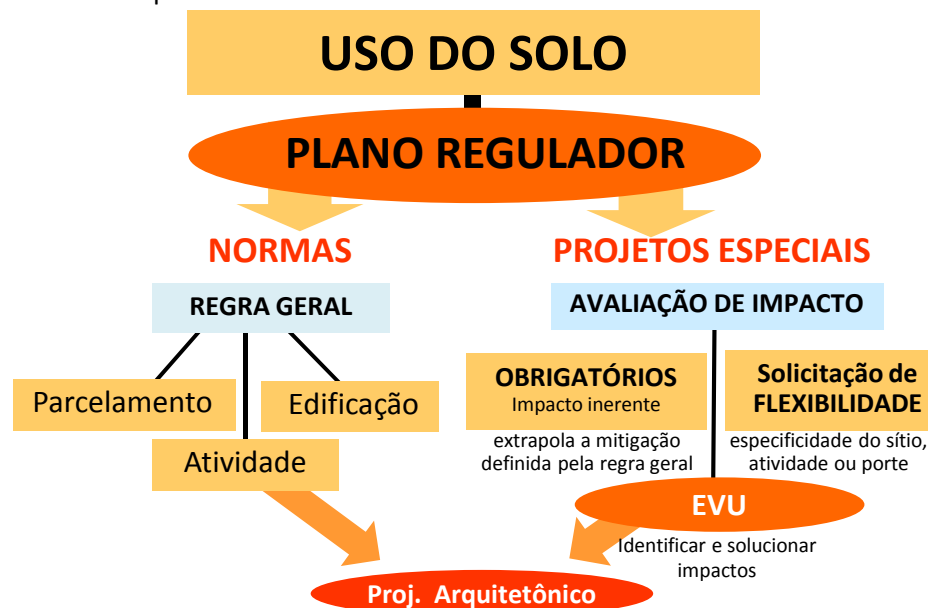 USO DO SOLO
PLANO REGULADOR
NORMAS
REGRA GERAL
Parcelamento
Edificação
Atividade
PROJETOS ESPECIAIS
AVALIAÇÃO DE IMPACTO
OBRIGATÓRIOS
Impacto inerente
extrapola a mitigação
definida pela regra geral
Solicitação de
FLEXIBILIDADE
especificidade do sítio,
atividade ou porte
EVU
Identificar e solucionar
impactos
Proj. Arquitetônico